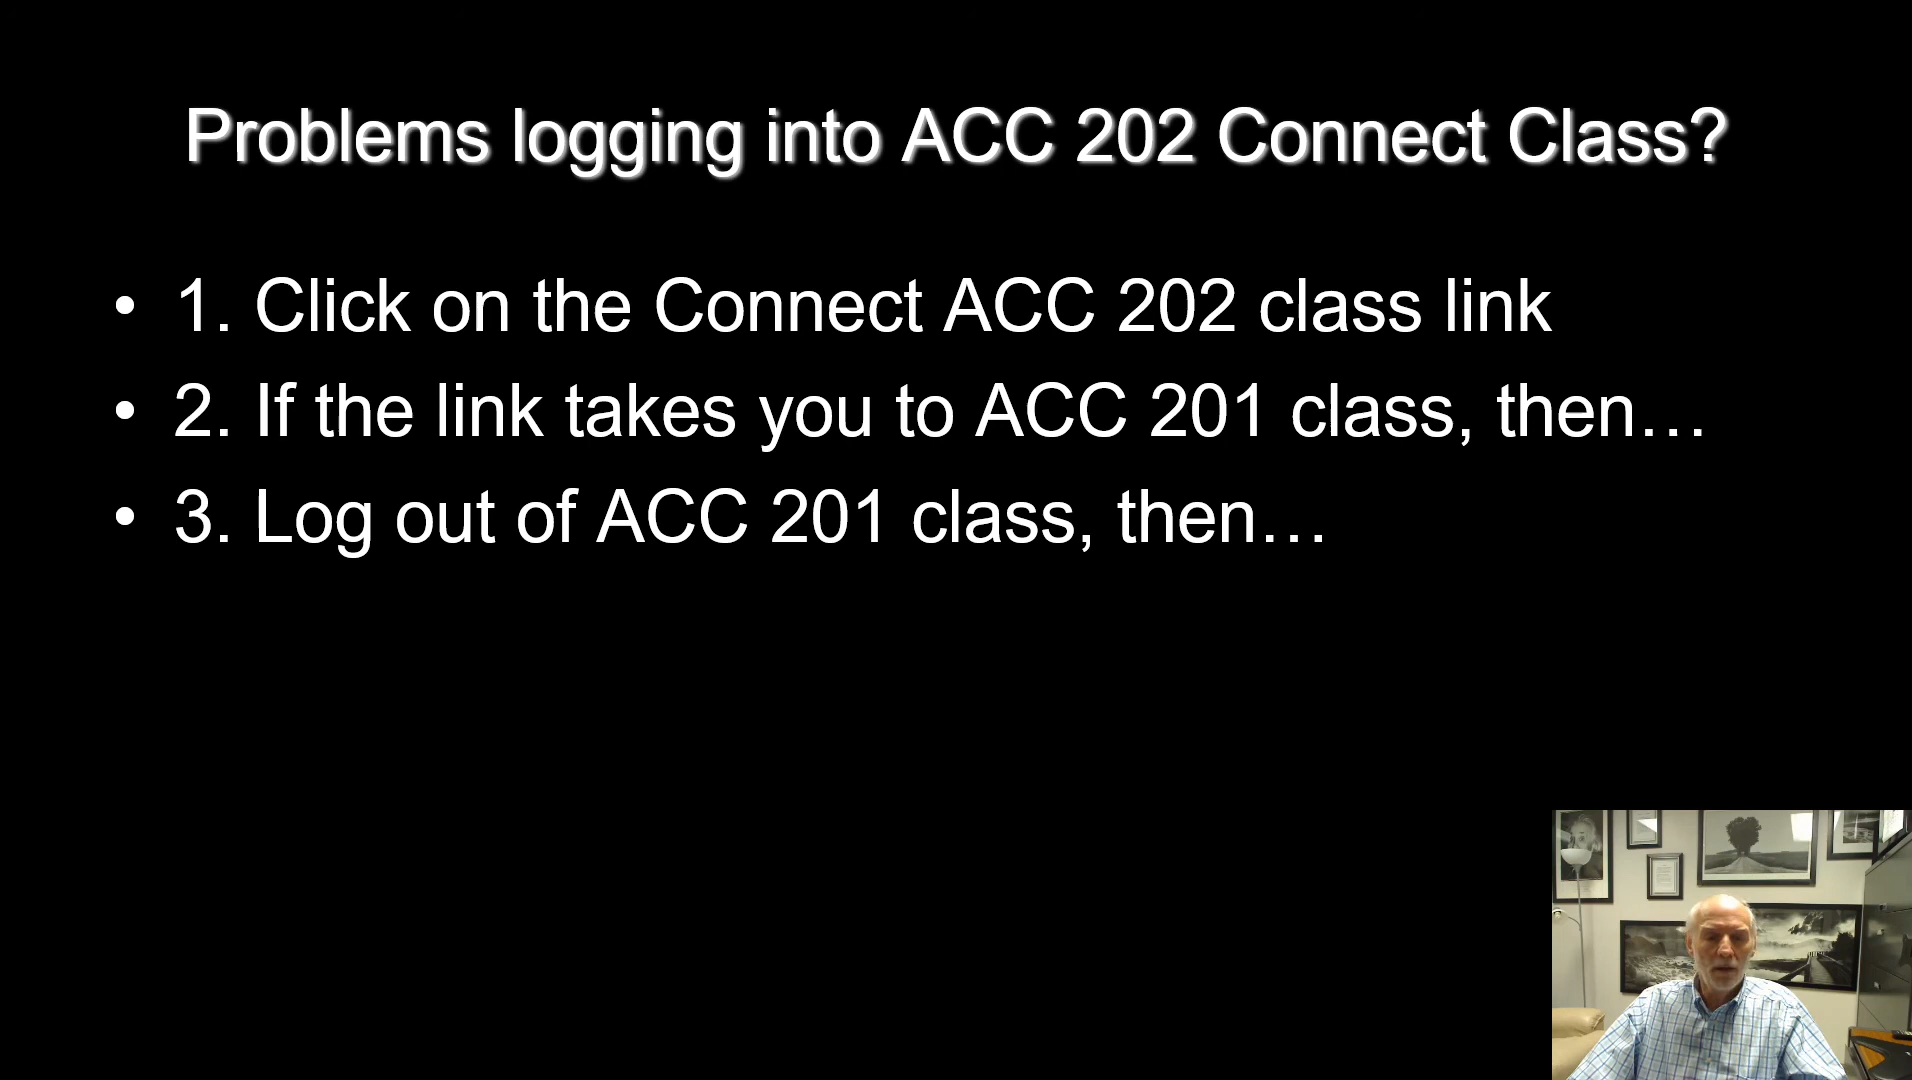 Problems logging into ACC 202 Connect Class?
• 1. Click on the Connect ACC 202 class link
• 2. If the link takes you to ACC 201 class, then…
• 3. Log out of ACC 201 class, then…